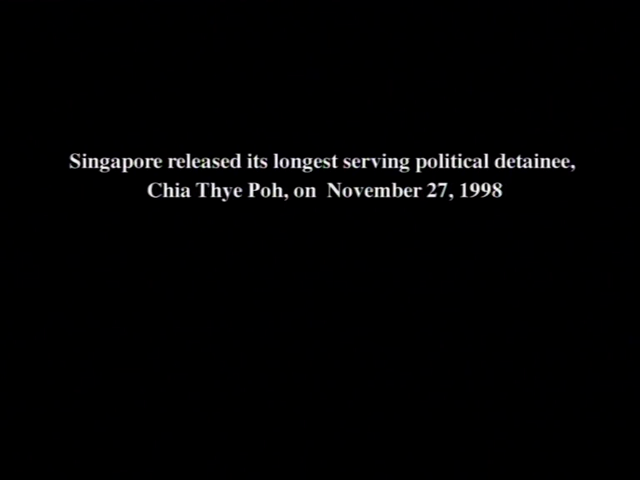 Singapore released its longest serving political detainee,
Chia Thye Poh, on  November 27, 1998